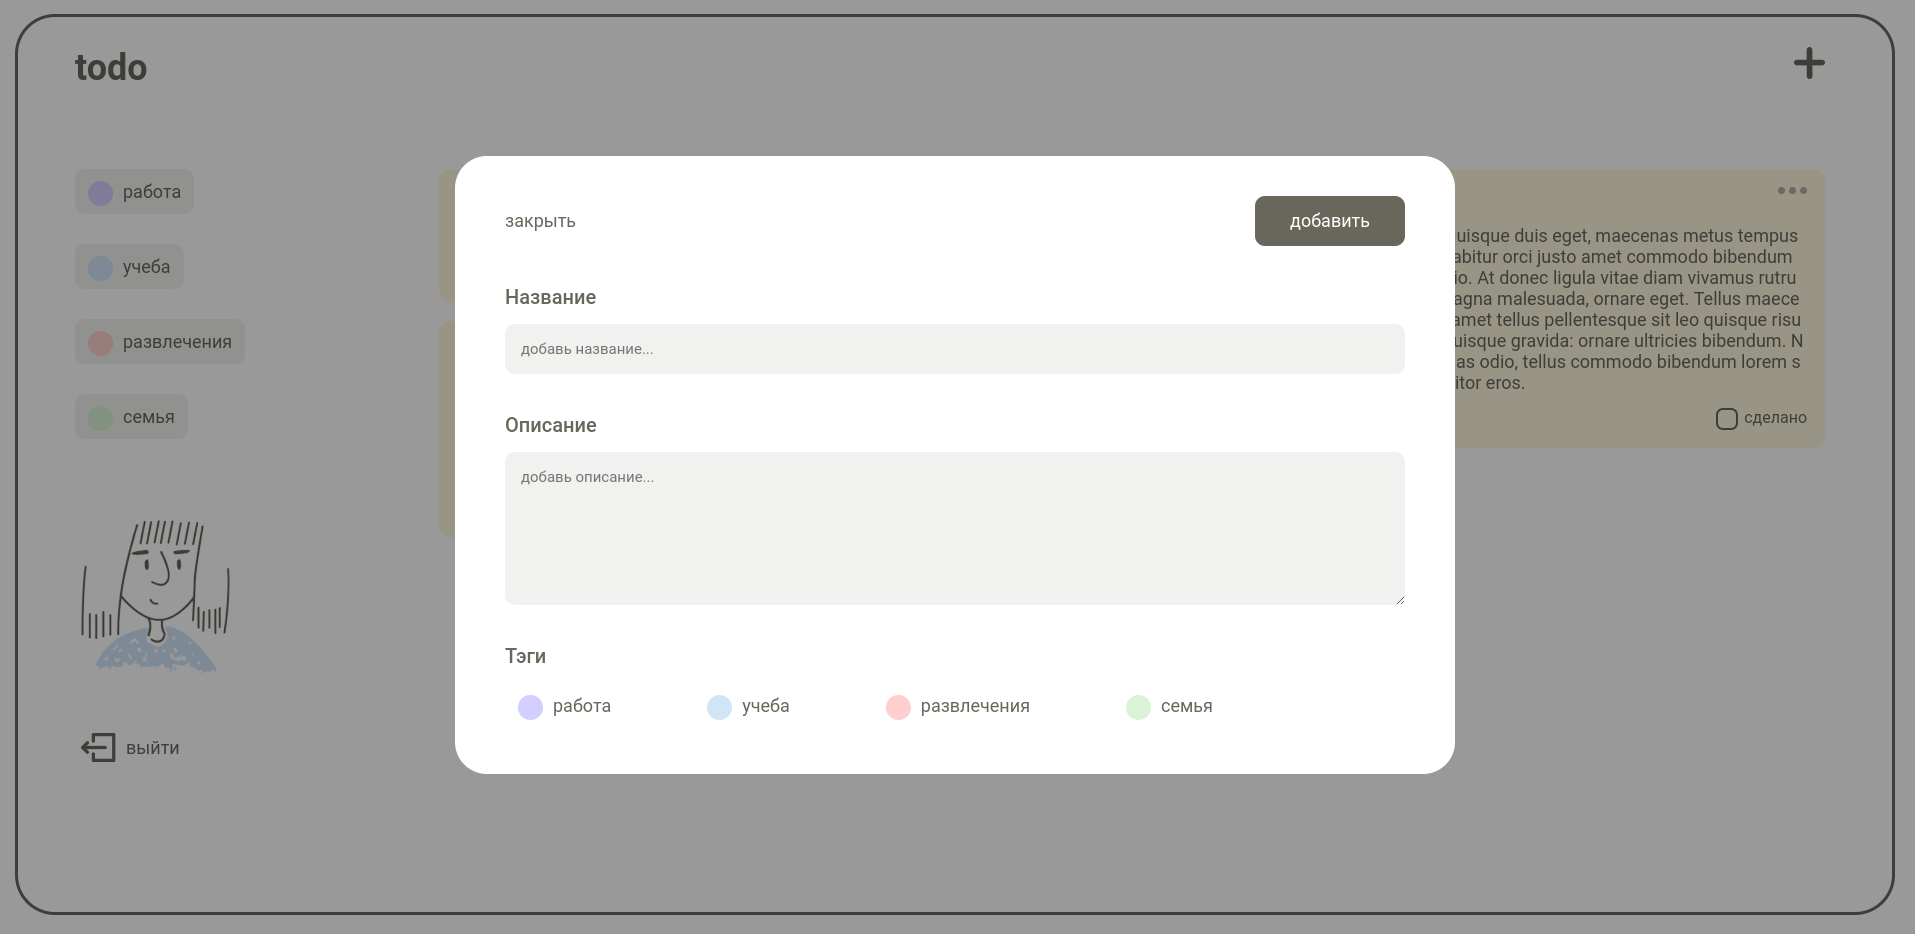 todo
работа
учеба
развлечения
семья
выйти
закрыть
добавить
Название
добавь название...
Описание
добавь описание...
Тэги
работа
учеба
развлечения
семья
uisque duis eget, maecenas metus tempus
abitur orci justo amet commodo bibendum
io. At donec ligula vitae diam vivamus rutru
agna malesuada, ornare eget. Tellus maece
amet tellus pellentesque sit leo quisque risu
uisque gravida: ornare ultricies bibendum. N
as odio, tellus commodo bibendum lorem s
itor eros.
сделано